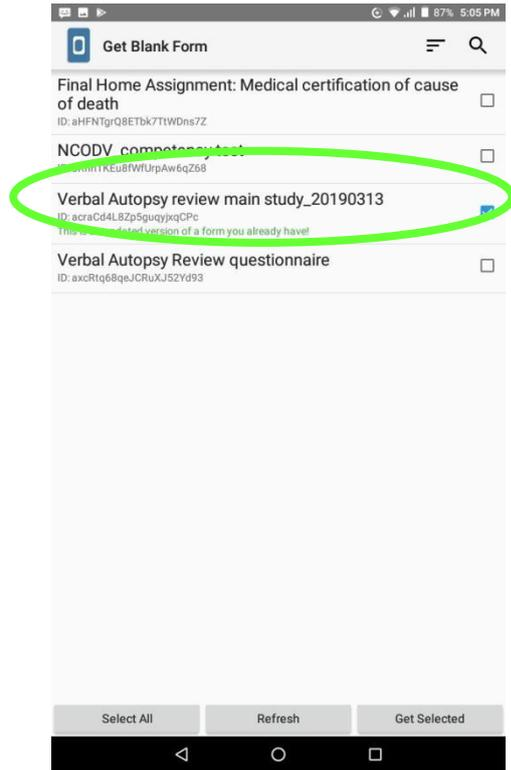 87% 5:05 PM
Get Blank Form
Final Home Assignment: Medical certification of cause
of death
ID: aHFNTgrQ8ETbk7TtWDns7Z
NCODV_competency test
Verbal Autopsy review main study_20190313
ID: acraCd4L8Zp5guqyjxqCPc
This is an updated version of a form you already have!
Verbal Autopsy Review questionnaire
ID: axcRtq68qeJCRuXJ52Yd93
Select All Refresh Get Selected